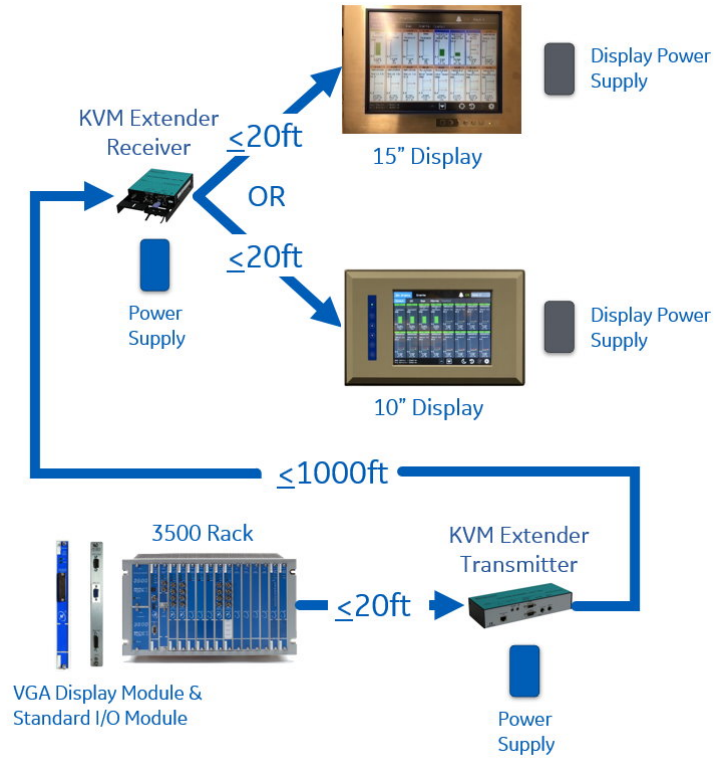 Display Power
Supply
KVM Extender
Receiver
≤20ft
15” Display
OR
≤20ft
Power
Supply
Display Power
Supply
10” Display
≤1000ft
3500 Rack
KVM Extender
Transmitter
≤20ft
VGA Display Module &
Standard I/O Module
Power
Supply